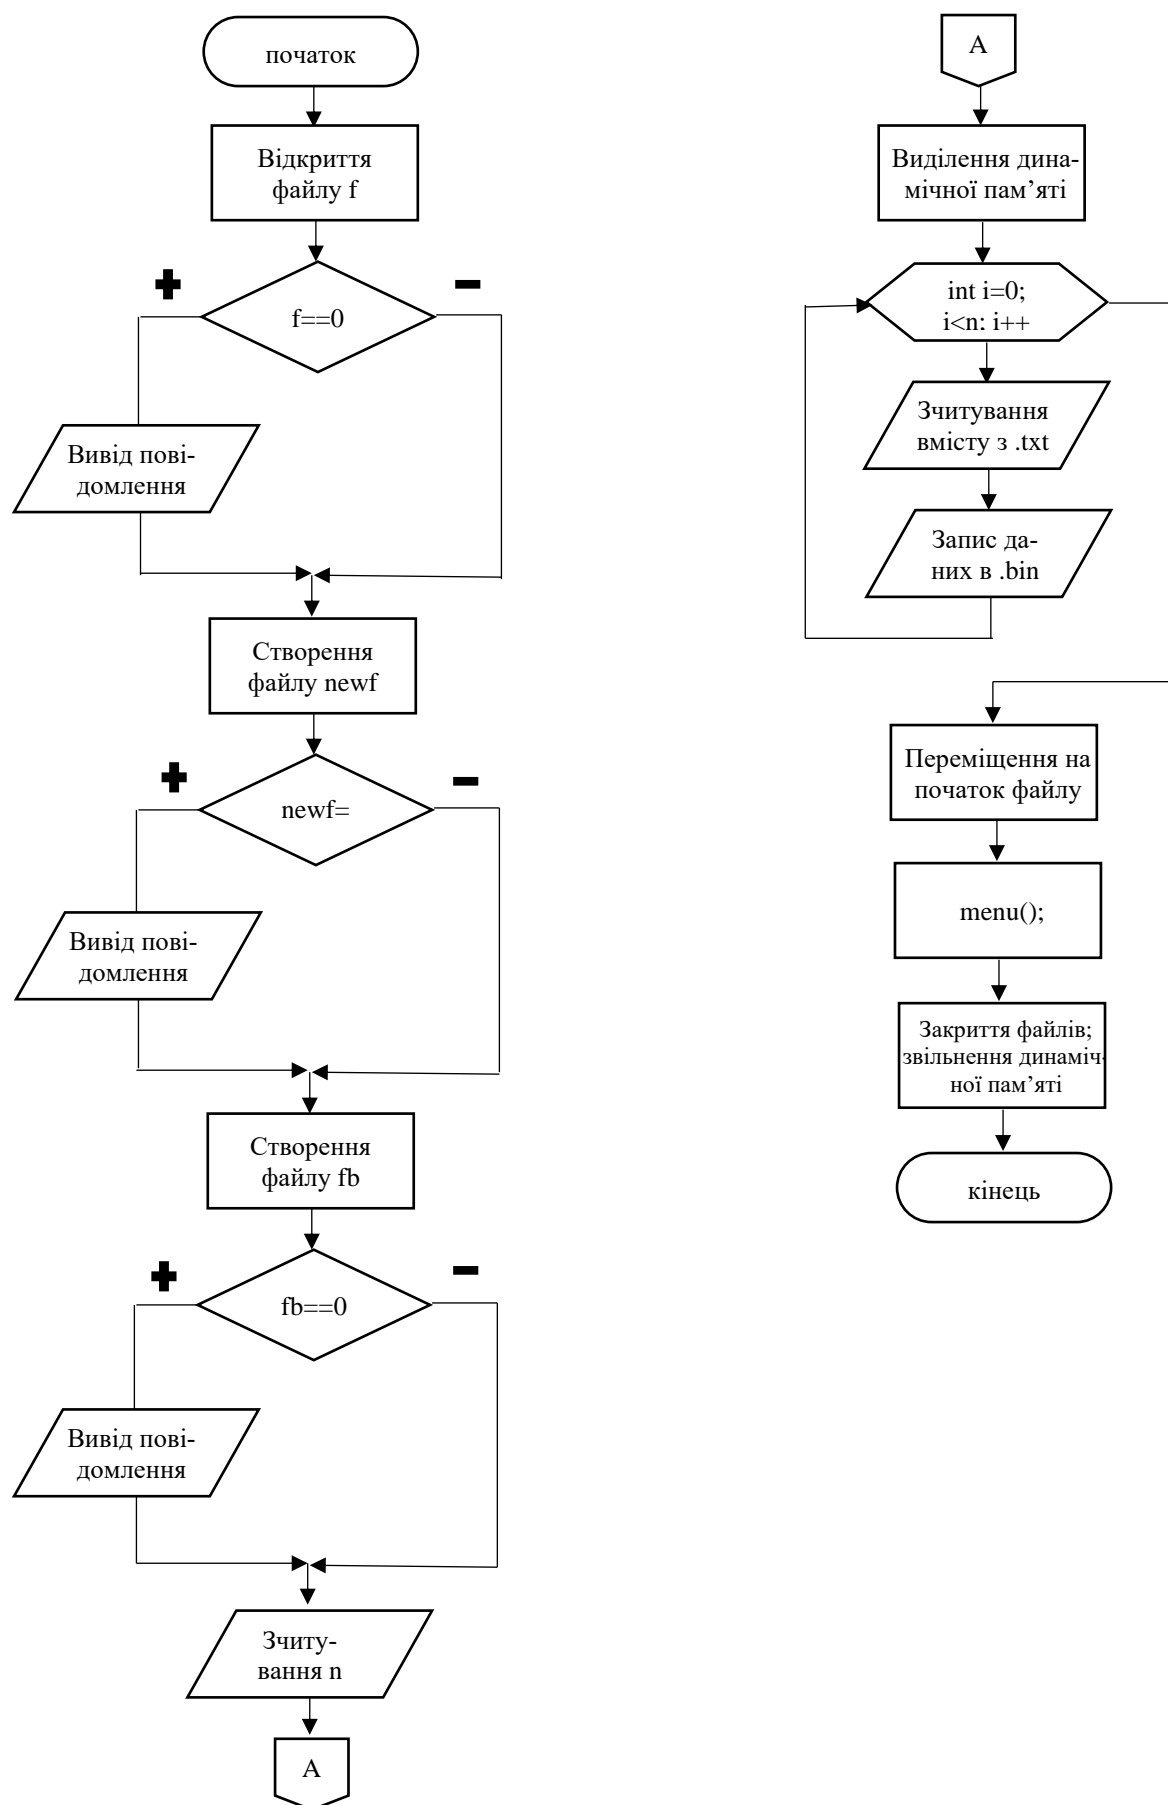 початок
Відкриття
файлу f
f==0
Вивід пові-
домлення
Створення
файлу newf
newf=
Вивід пові-
домлення
Створення
файлу fb
fb==0
Вивід пові-
домлення
Зчиту-
вання n
А
А
Виділення дина-
мічної пам’яті
int i=0;
i<n; i++
Зчитування
вмісту з .txt
Запис да-
них в .bin
Переміщення на
початок файлу
menu();
Закриття файлів;
звільнення динаміч-
ної пам’яті
кінець